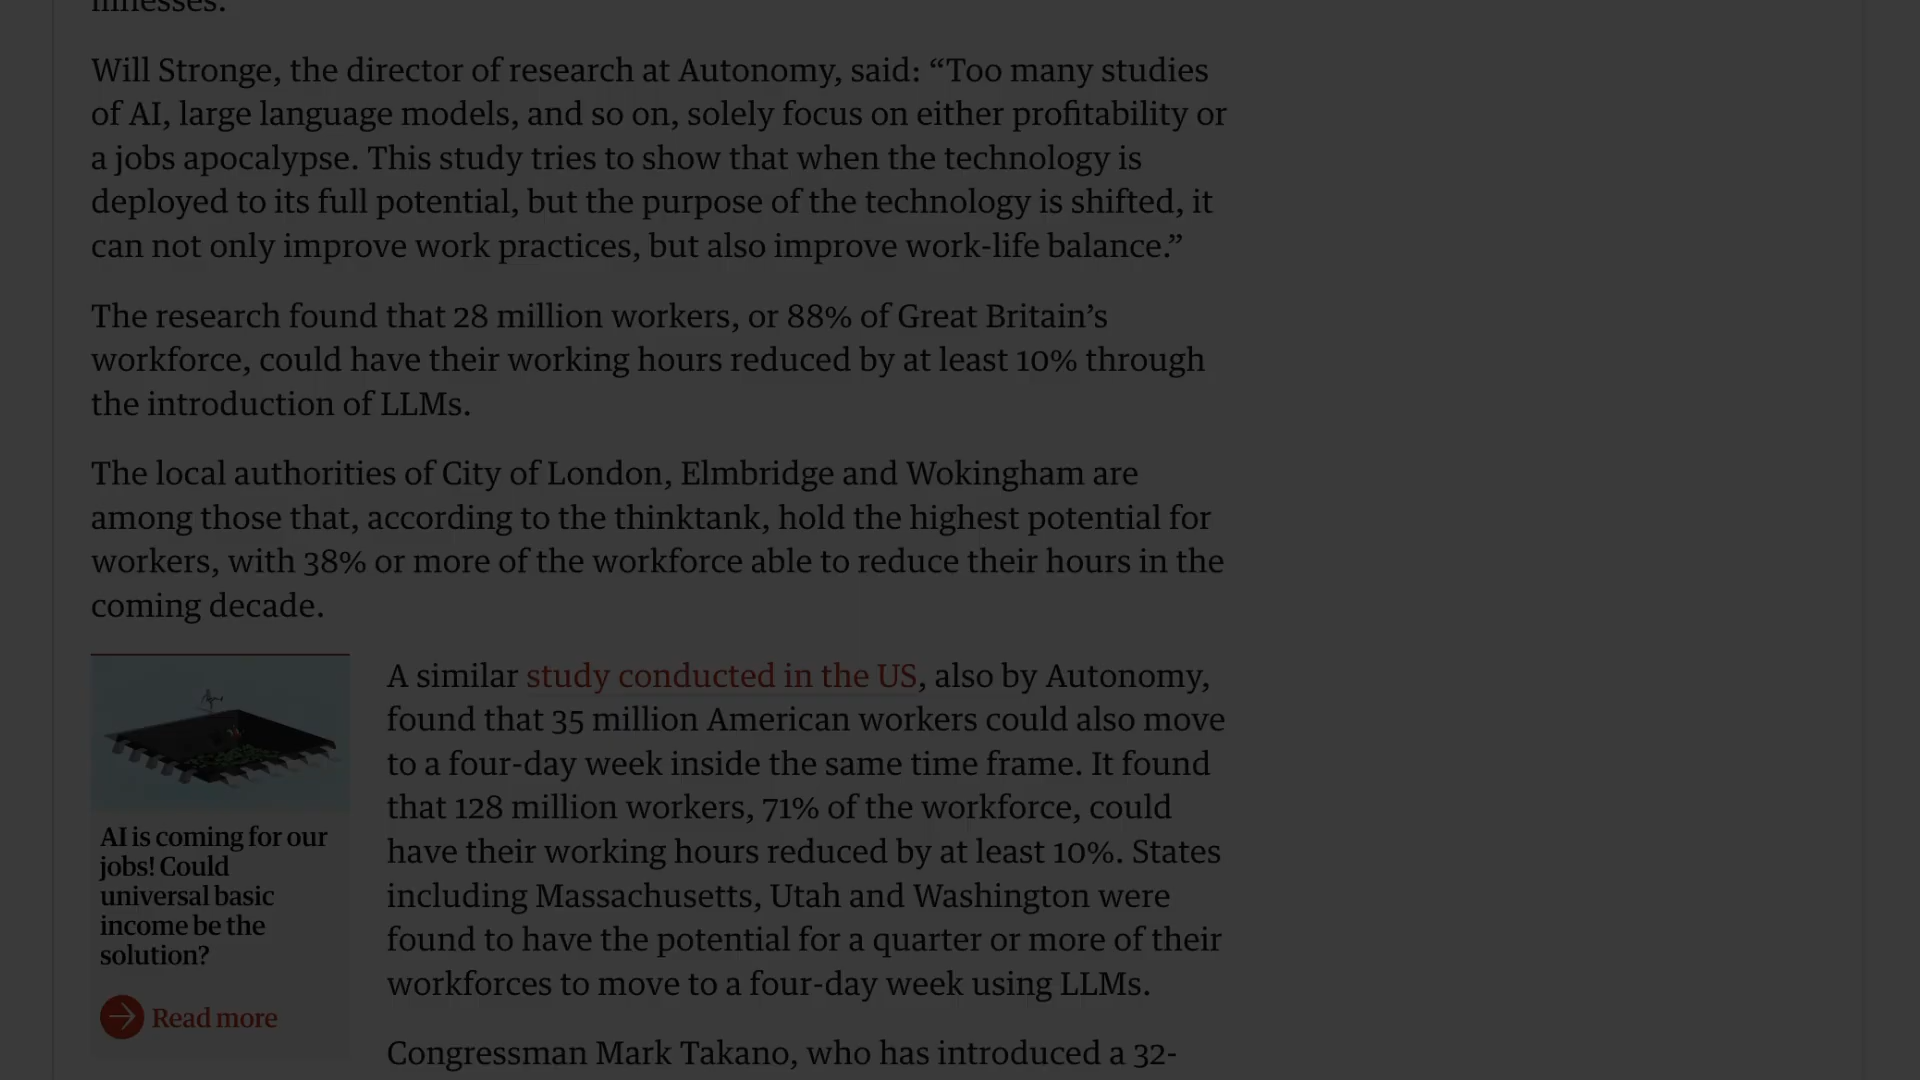 illnesses.
Will Stronge, the director of research at Autonomy, said: “Too many studies
of AI, large language models, and so on, solely focus on either profitability or
a jobs apocalypse. This study tries to show that when the technology is
deployed to its full potential, but the purpose of the technology is shifted, it
can not only improve work practices, but also improve work-life balance.”
The research found that 28 million workers, or 88% of Great Britain’s
workforce, could have their working hours reduced by at least 10% through
the introduction of LLMs.
The local authorities of City of London, Elmbridge and Wokingham are
among those that, according to the thinktank, hold the highest potential for
workers, with 38% or more of the workforce able to reduce their hours in the
coming decade.
A similar study conducted in the US, also by Autonomy,
found that 35 million American workers could also move
to a four-day week inside the same time frame. It found
that 128 million workers, 71% of the workforce, could
have their working hours reduced by at least 10%. States
including Massachusetts, Utah and Washington were
found to have the potential for a quarter or more of their
workforces to move to a four-day week using LLMs.
Congressman Mark Takano, who has introduced a 32-
AI is coming for our
jobs! Could
universal basic
income be the
solution?
Read more